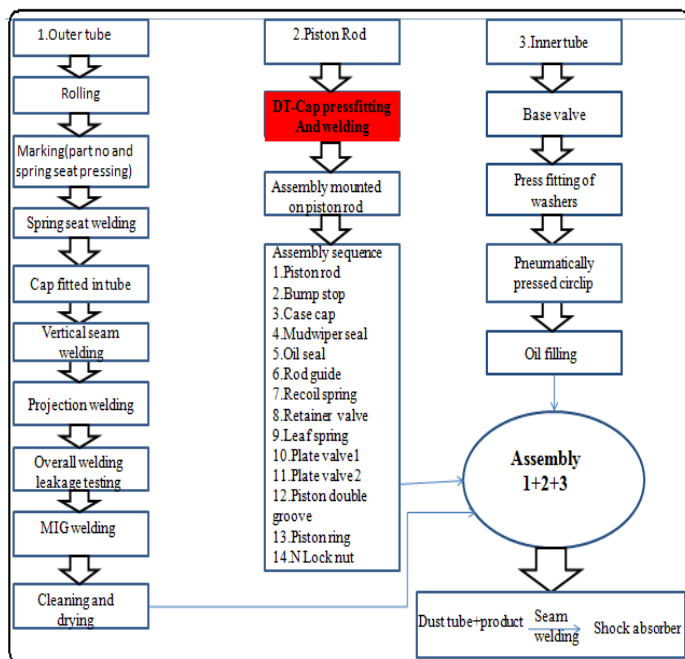 1.Outer tube
Rolling
Marking(part no and
spring seat pressing)
Spring seat welding
Cap fitted in tube
Vertical seam
welding
Projection welding
Overall welding
leakage testing
MIG welding
Cleaning and
drying
2.Piston Rod
DT-Cap pressfitting
And welding
Assembly mounted
on piston rod
Assembly sequence
1.Piston rod
2.Bump stop
3.Case cap
4.Mudwiper seal
5.Oil seal
6.Rod guide
7.Recoil spring
8.Retainer valve
9.Leaf spring
10.Plate valve1
11.Plate valve2
12.Piston double
groove
13.Piston ring
14.N Lock nut
3.Inner tube
Base valve
Press fitting of
washers
Pneumatically
pressed circlip
Oil filling
Assembly
1+2+3
Dust tube+product Seam welding Shock absorber